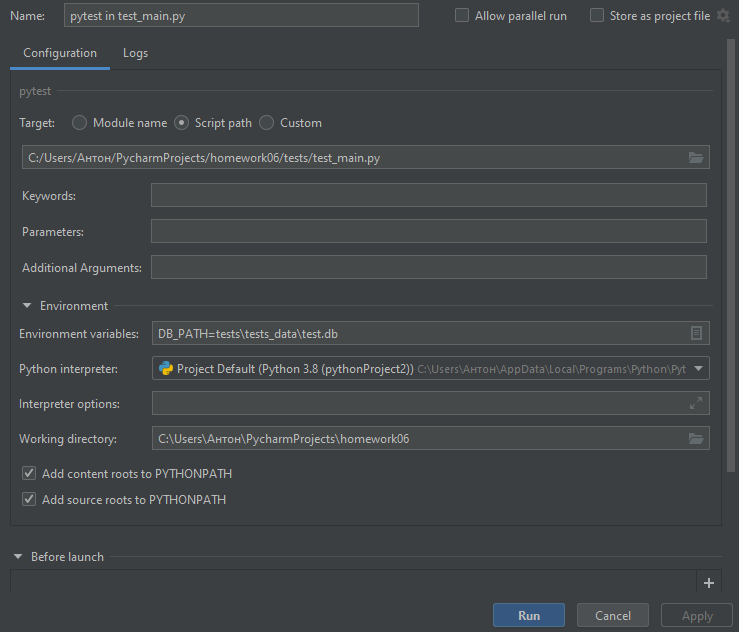 Name: pytest in test_main.py Allow parallel run Store as project file
Configuration Logs
pytest
Target: Module name Script path Custom
C:/Users/Антон/PycharmProjects/homework06/tests/test_main.py
Keywords:
Parameters:
Additional Arguments:
Environment
Environment variables: DB_PATH=tests\tests_data\test.db
Python interpreter: Project Default (Python 3.8 (pythonProject2)) C:\Users\Антон\AppData\Local\Programs\Python\Pyt
Interpreter options:
Working directory: C:\Users\Антон\PycharmProjects\homework06
Add content roots to PYTHONPATH
Add source roots to PYTHONPATH
Before launch
Run Cancel Apply